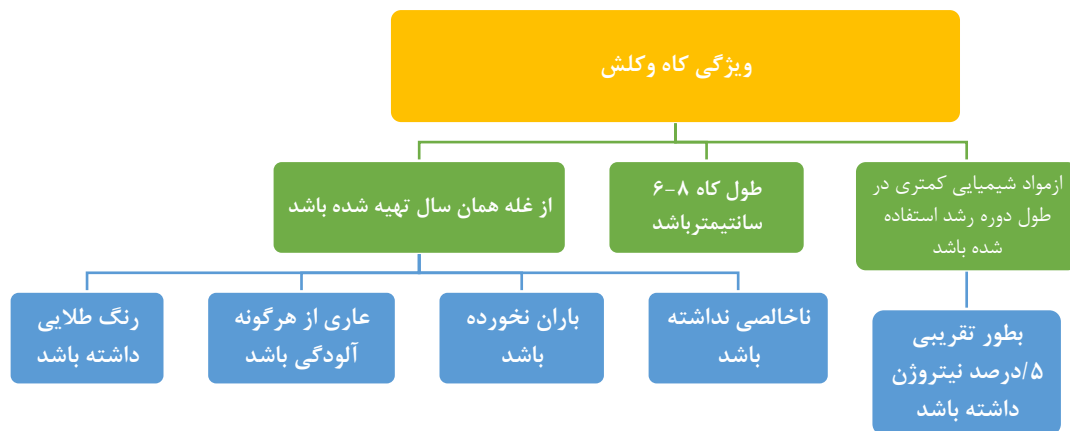 ویژگی کاه وکلش
ازمواد شیمیایی کمتری در
طول دوره رشد استفاده
شده باشد
طول کاه ۸-۶
سانتیمترباشد
از غله همان سال تهیه شده باشد
بطور تقریبی
۵/درصد نیتروژن
داشته باشد
ناخالصی نداشته
باشد
باران نخورده
باشد
عاری از هرگونه
آلودگی باشد
رنگ طلایی
داشته باشد